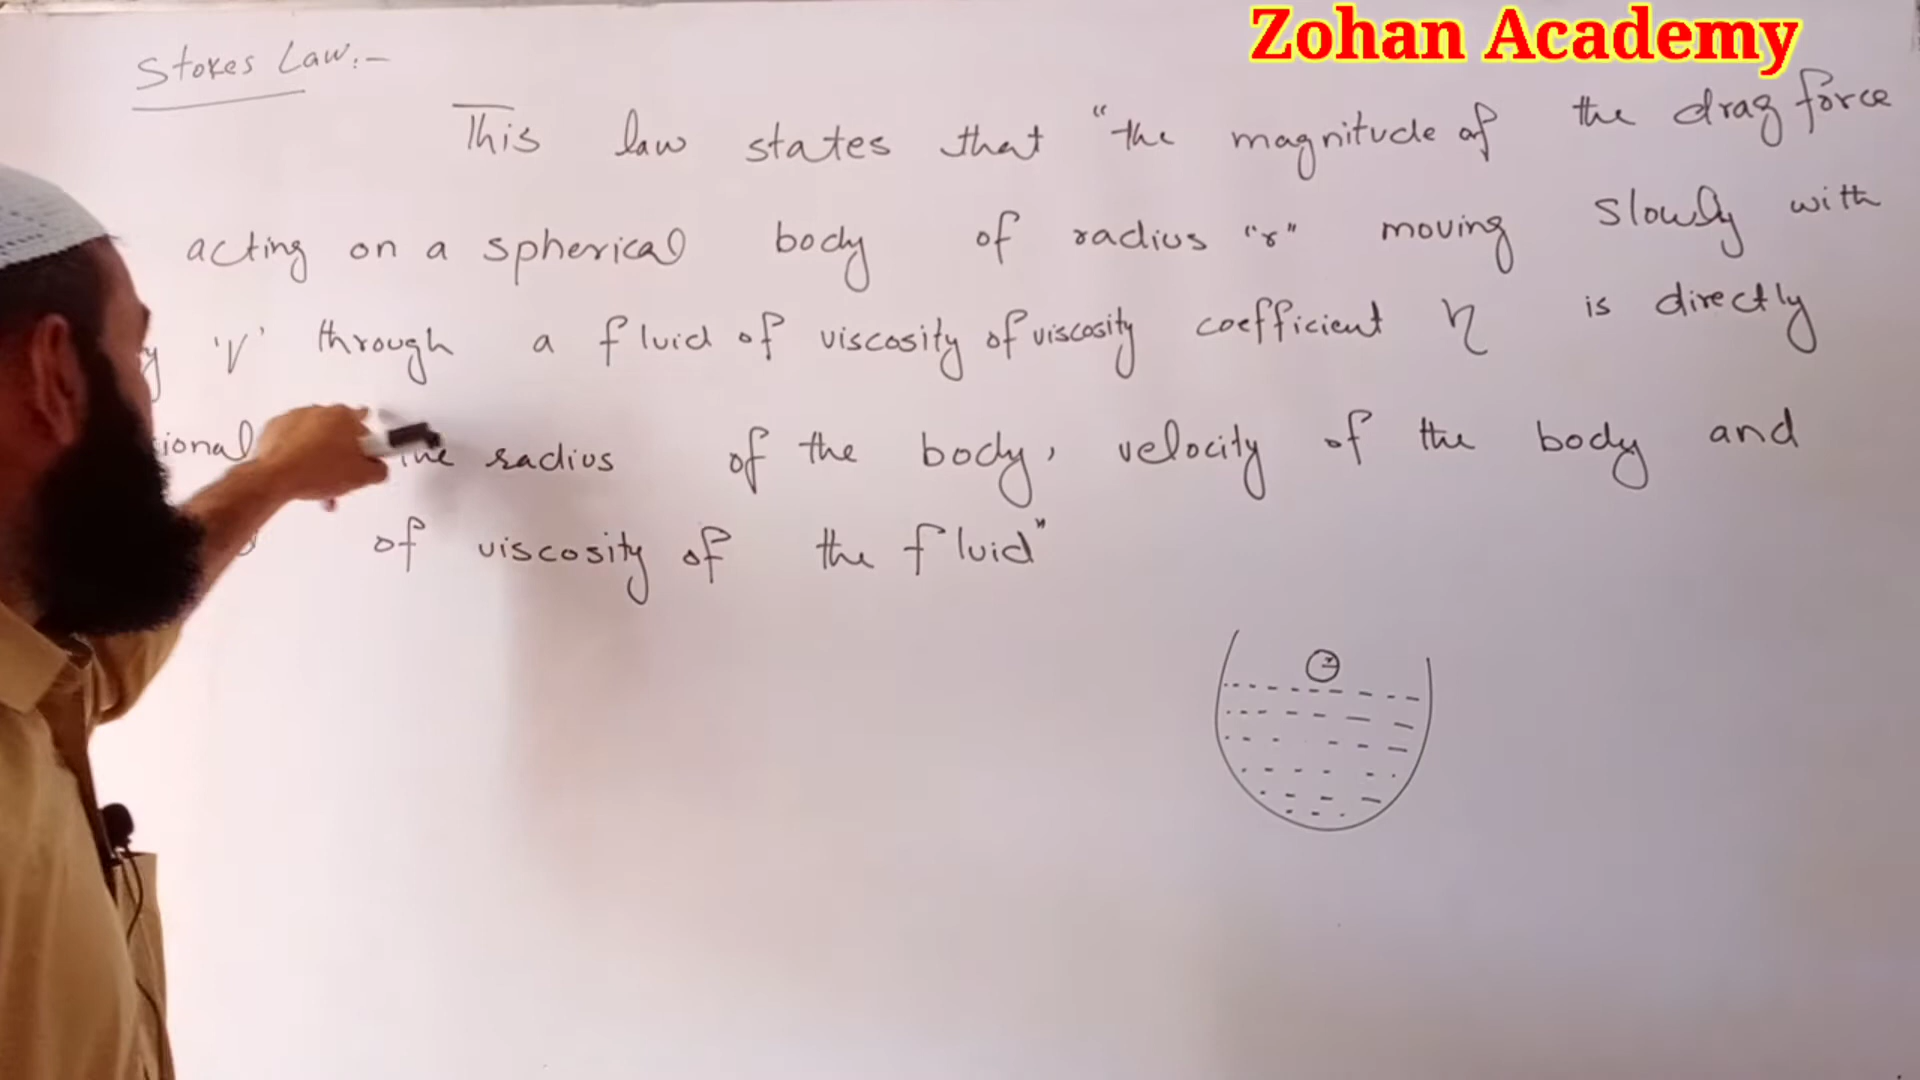 Zohan Academy
Stokes Law:-
This law states that "the magnitude of the drag force
acting on a spherical body of radius "r" moving slowly with
'V' through a fluid of viscosity of viscosity coefficient η is directly
the radius of the body, velocity of the body and
of viscosity of the fluid"